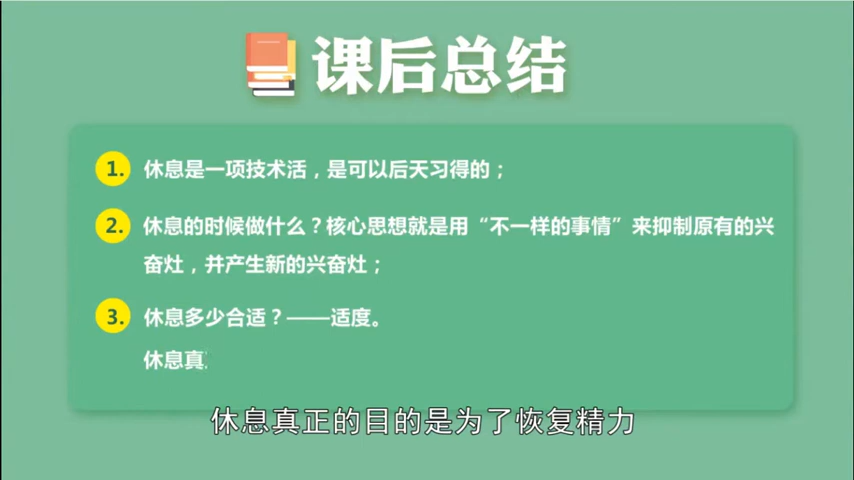 课后总结
1. 休息是一项技术活，是可以后天习得的；
2. 休息的时候做什么？核心思想就是用“不一样的事情”来抑制原有的兴
奋灶，并产生新的兴奋灶；
3. 休息多少合适？——适度。
休息真
休息真正的目的是为了恢复精力